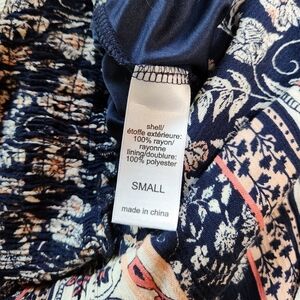 shell/
étoffe extérieure:
100% rayon/
rayonne
lining/doublure:
100% polyester
SMALL
made in china